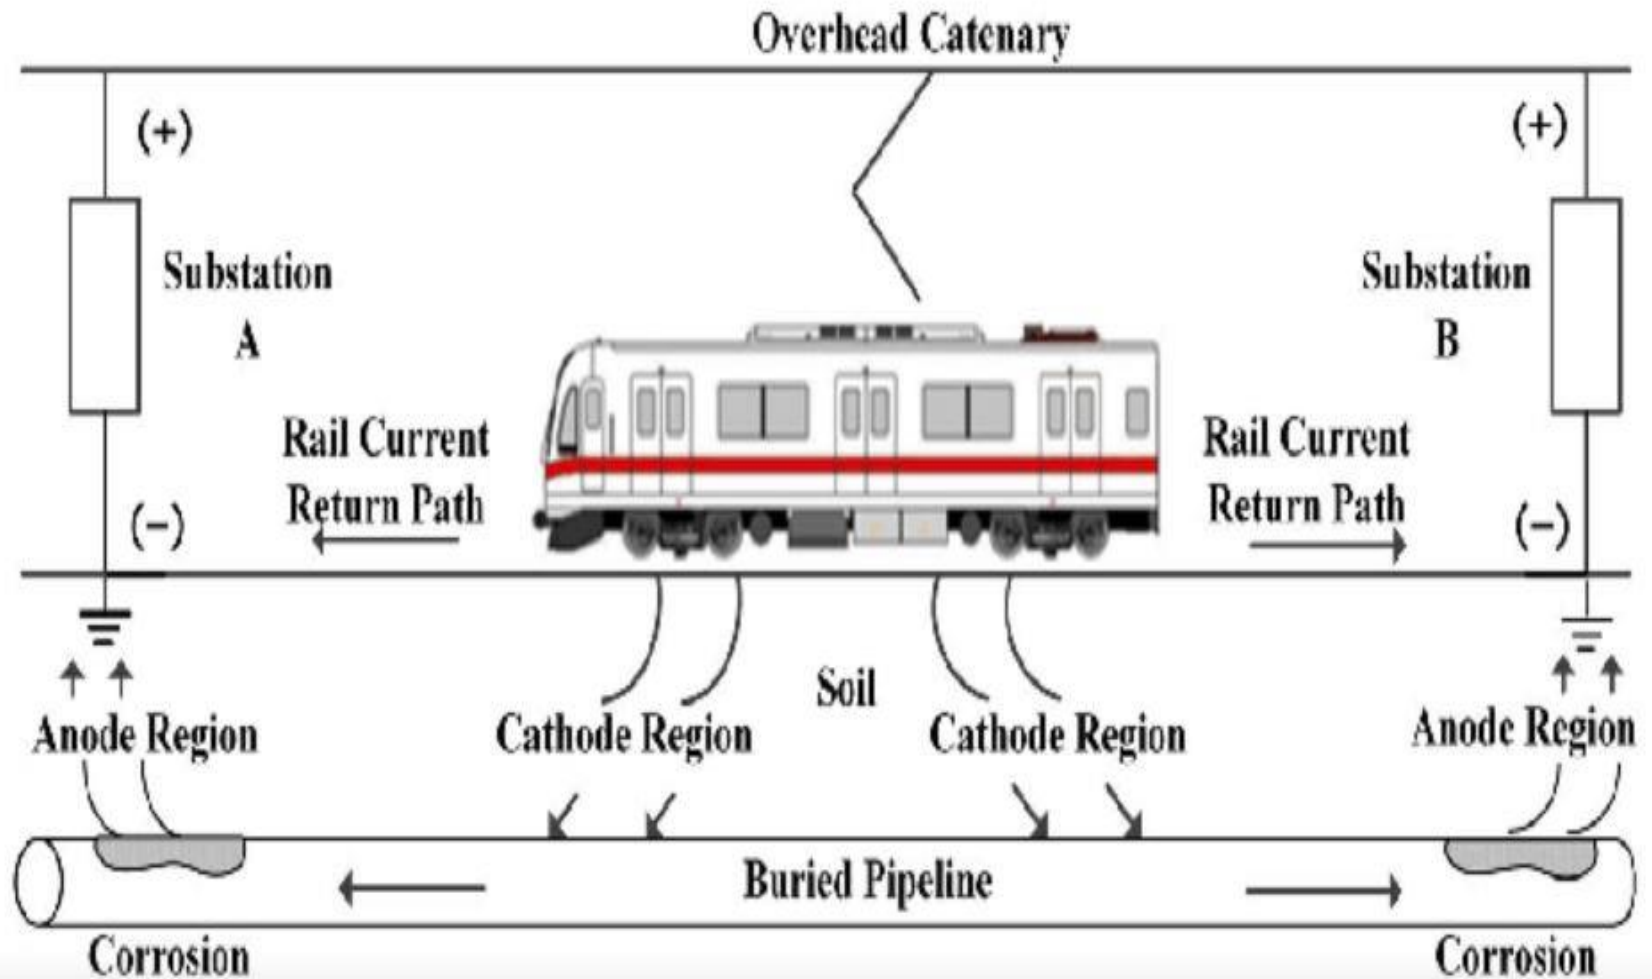 Overhead Catenary
(+)
(+)
Substation
A
Substation
B
Rail Current
Return Path
Rail Current
Return Path
(−)
(−)
Soil
Anode Region
Cathode Region
Cathode Region
Anode Region
Buried Pipeline
Corrosion
Corrosion